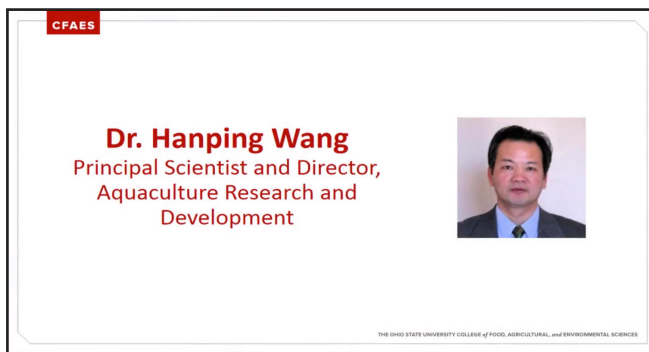 CFAES
Dr. Hanping Wang
Principal Scientist and Director,
Aquaculture Research and
Development
THE OHIO STATE UNIVERSITY COLLEGE of FOOD, AGRICULTURAL, and ENVIRONMENTAL SCIENCES